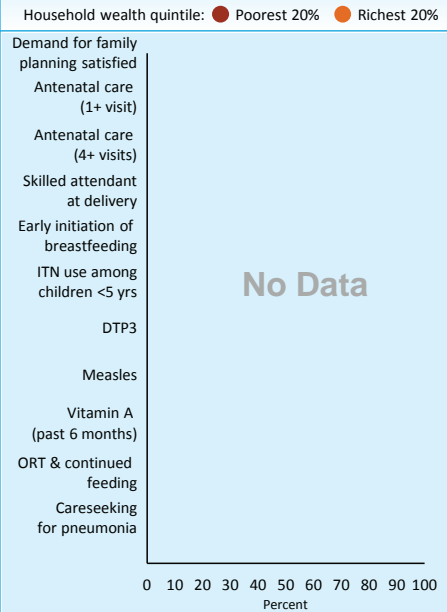 Household wealth quintile: Poorest 20% Richest 20%
Demand for family
planning satisfied
Antenatal care
(1+ visit)
Antenatal care
(4+ visits)
Skilled attendant
at delivery
Early initiation of
breastfeeding
ITN use among
children <5 yrs
No Data
DTP3
Measles
Vitamin A
(past 6 months)
ORT & continued
feeding
Careseeking
for pneumonia
0 10 20 30 40 50 60 70 80 90 100
Percent